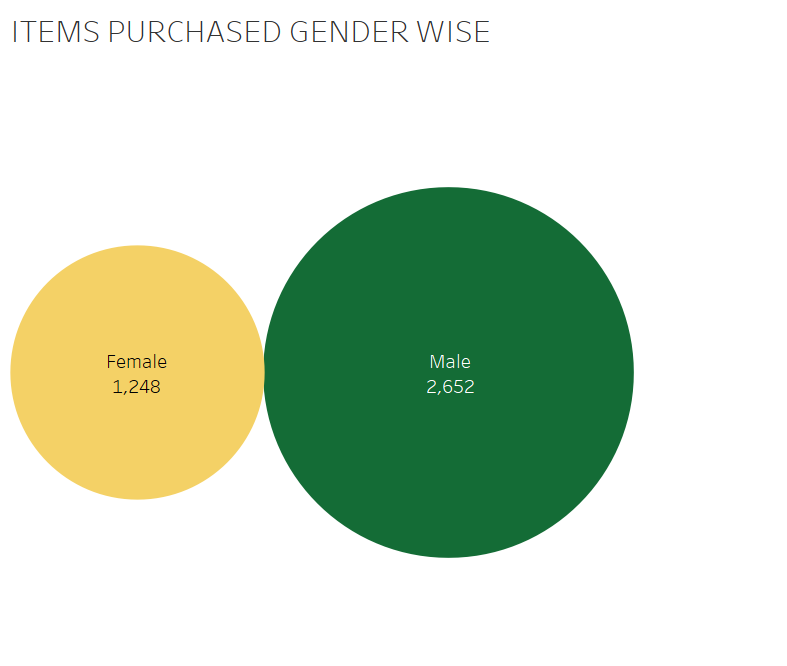 ITEMS PURCHASED GENDER WISE
Female
1,248
Male
2,652